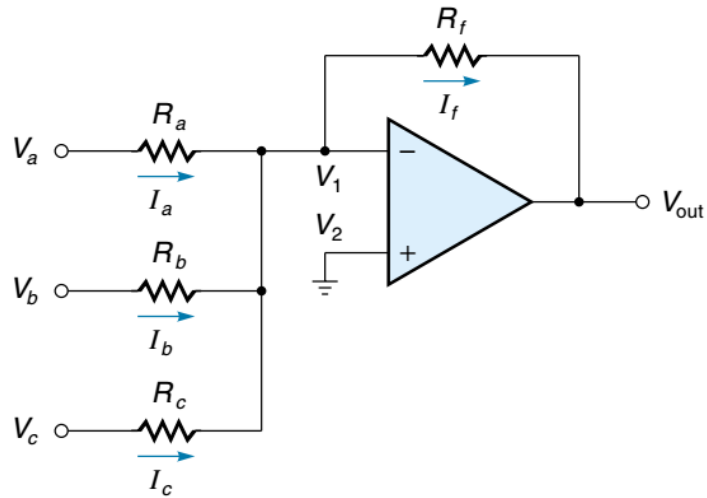 R_f
I_f
R_a
V_a
I_a
V_1
−
V_2
+
V_out
R_b
V_b
I_b
R_c
V_c
I_c